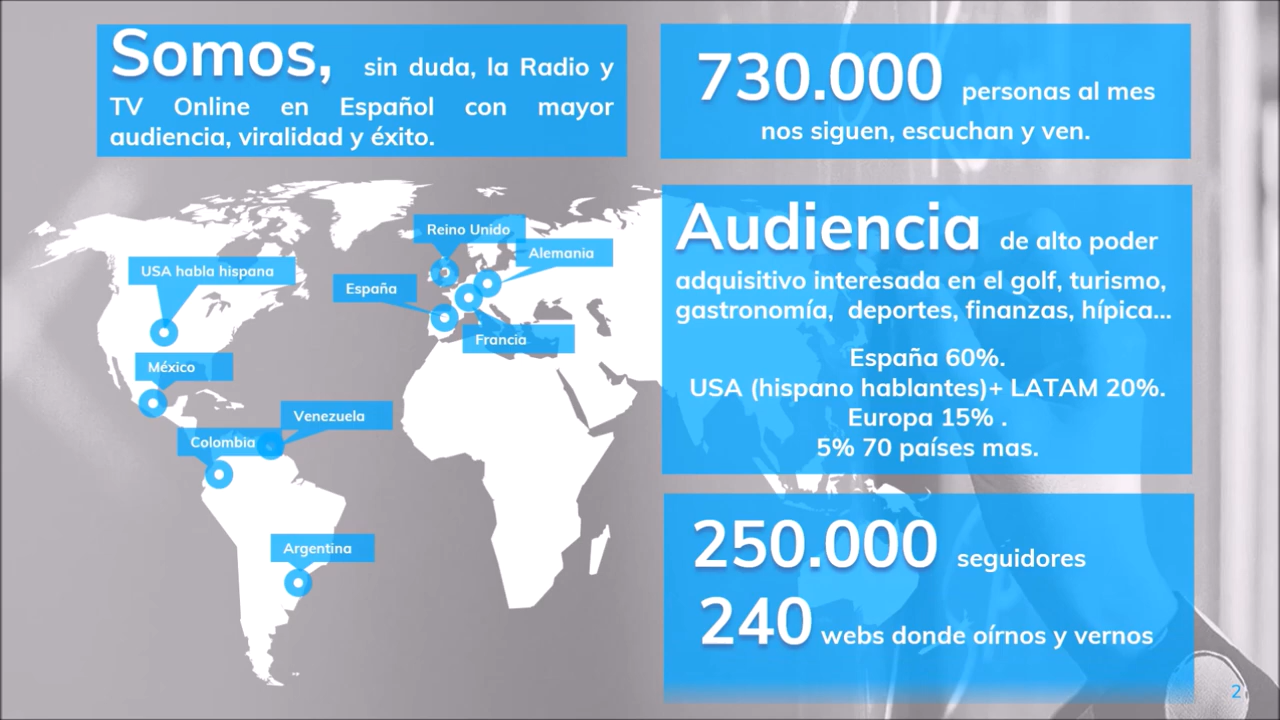 Somos, sin duda, la Radio y
TV Online en Español con mayor
audiencia, viralidad y éxito.
730.000 personas al mes
nos siguen, escuchan y ven.
Reino Unido
Alemania
USA habla hispana
España
Francia
México
Venezuela
Colombia
Argentina
Audiencia de alto poder
adquisitivo interesada en el golf, turismo,
gastronomía, deportes, finanzas, hípica...
España 60%.
USA (hispano hablantes)+ LATAM 20%.
Europa 15% .
5% 70 países mas.
250.000 seguidores
240 webs donde oírnos y vernos
2